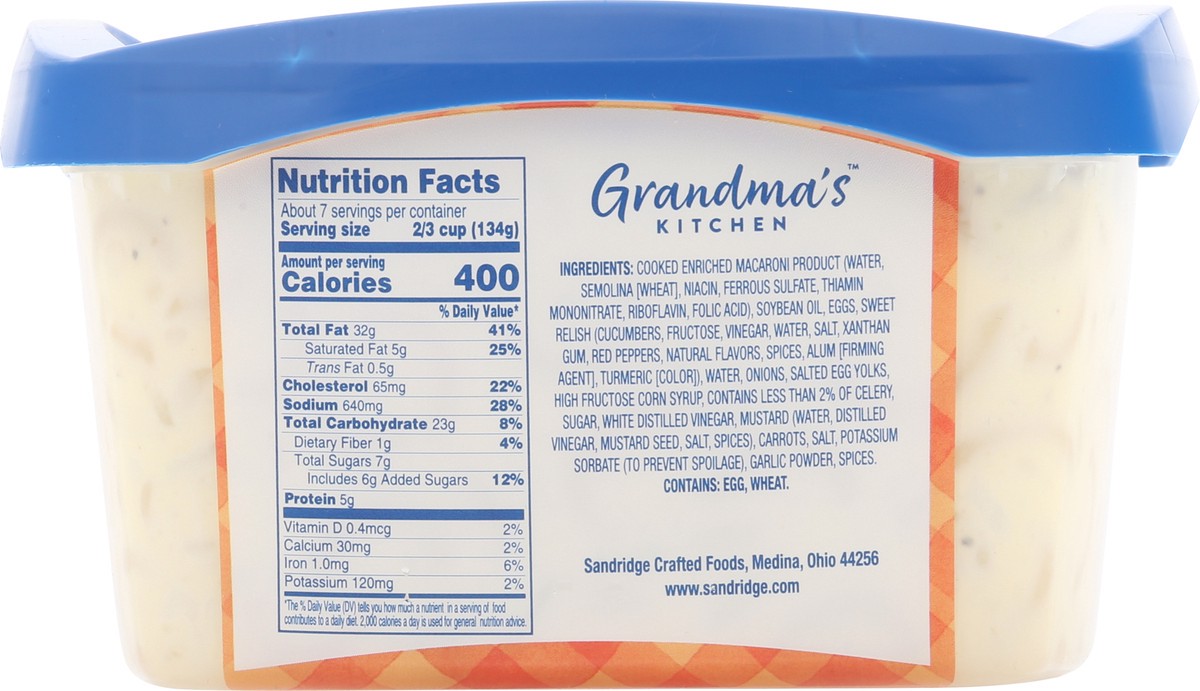 Nutrition Facts
About 7 servings per container
Serving size 2/3 cup (134g)
Amount per serving
Calories 400
% Daily Value*
Total Fat 32g 41%
Saturated Fat 5g 25%
Trans Fat 0.5g
Cholesterol 65mg 22%
Sodium 640mg 28%
Total Carbohydrate 23g 8%
Dietary Fiber 1g 4%
Total Sugars 7g
Includes 6g Added Sugars 12%
Protein 5g
Vitamin D 0.4mcg 2%
Calcium 30mg 2%
Iron 1.0mg 6%
Potassium 120mg 2%
*The % Daily Value (DV) tells you how much a nutrient in a serving of food
contributes to a daily diet. 2,000 calories a day is used for general nutrition advice.
Grandma's™
KITCHEN
INGREDIENTS: COOKED ENRICHED MACARONI PRODUCT (WATER,
SEMOLINA [WHEAT], NIACIN, FERROUS SULFATE, THIAMIN
MONONITRATE, RIBOFLAVIN, FOLIC ACID), SOYBEAN OIL, EGGS, SWEET
RELISH (CUCUMBERS, FRUCTOSE, VINEGAR, WATER, SALT, XANTHAN
GUM, RED PEPPERS, NATURAL FLAVORS, SPICES, ALUM [FIRMING
AGENT], TURMERIC [COLOR]), WATER, ONIONS, SALTED EGG YOLKS,
HIGH FRUCTOSE CORN SYRUP, CONTAINS LESS THAN 2% OF CELERY,
SUGAR, WHITE DISTILLED VINEGAR, MUSTARD (WATER, DISTILLED
VINEGAR, MUSTARD SEED, SALT, SPICES), CARROTS, SALT, POTASSIUM
SORBATE (TO PREVENT SPOILAGE), GARLIC POWDER, SPICES.
CONTAINS: EGG, WHEAT.
Sandridge Crafted Foods, Medina, Ohio 44256
www.sandridge.com